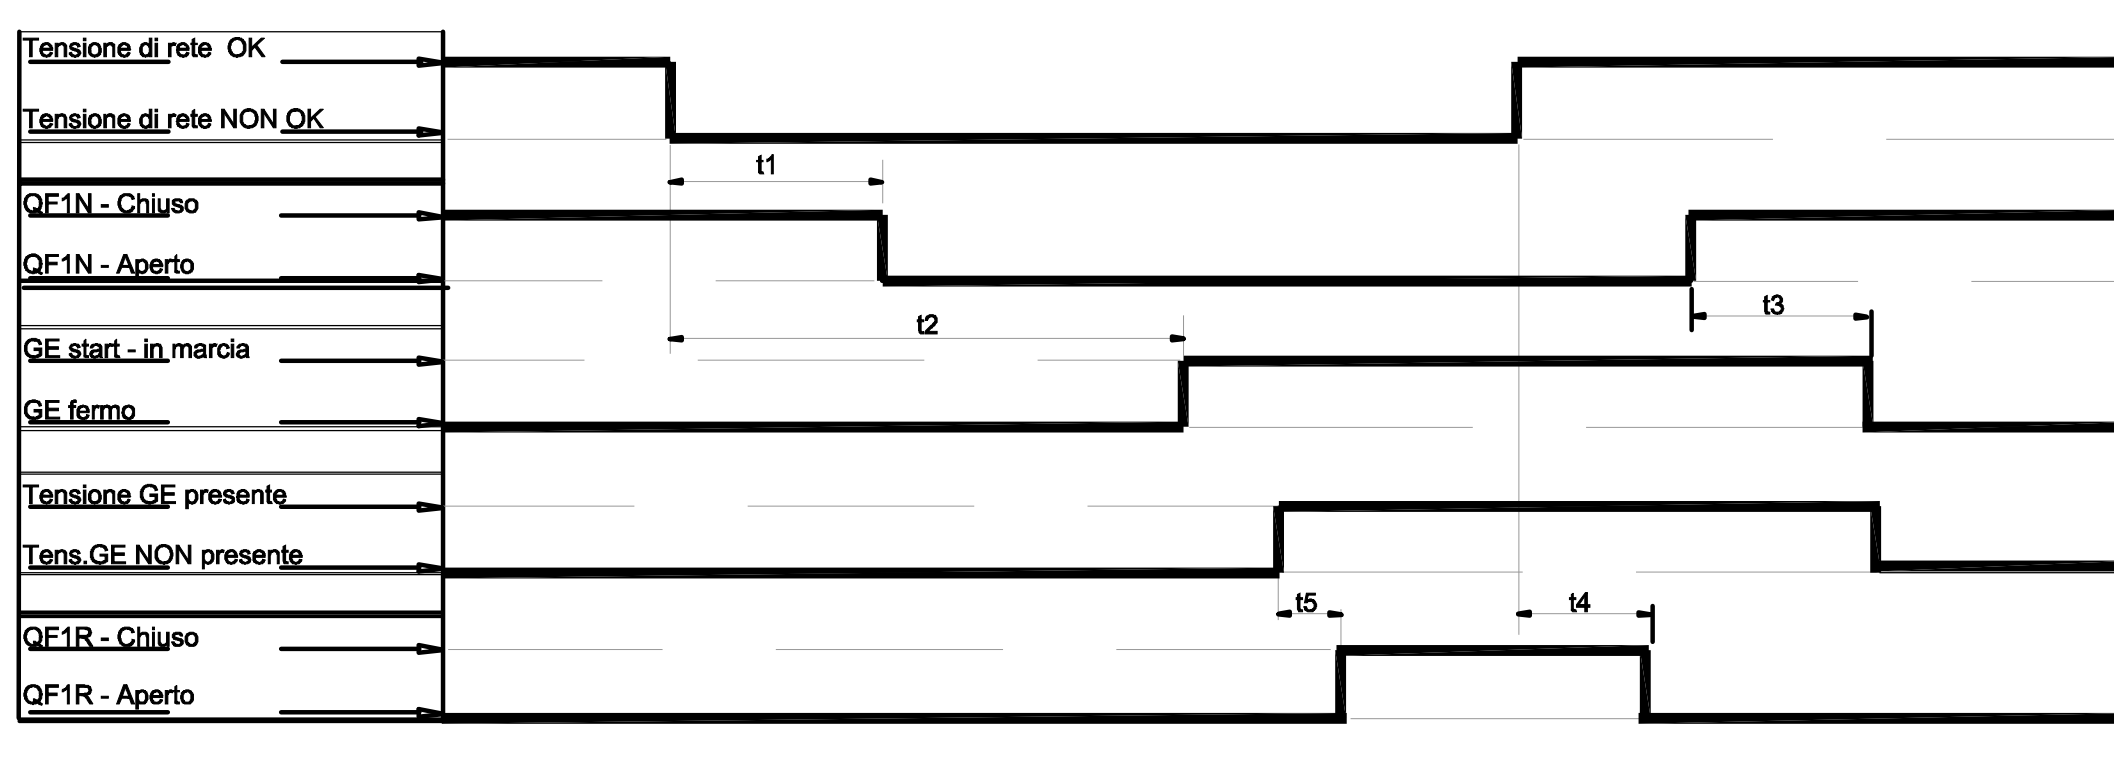 Tensione di rete OK
Tensione di rete NON OK
t1
QF1N - Chiuso
QF1N - Aperto
t3
t2
GE start - in marcia
GE fermo
Tensione GE presente
Tens.GE NON presente
t5
t4
QF1R - Chiuso
QF1R - Aperto